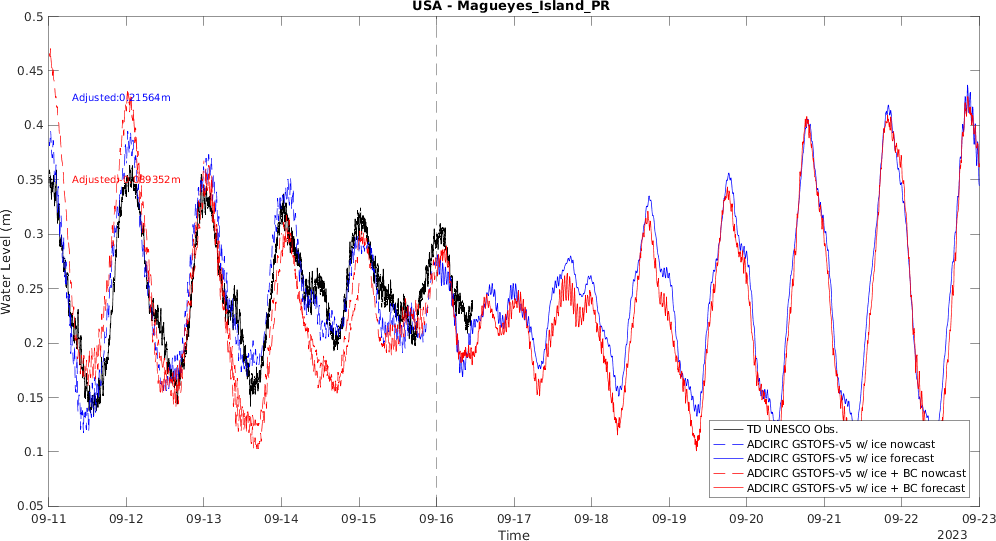 USA - Magueyes_Island_PR
0.5
0.45
0.4
0.35
0.3
0.25
0.2
0.15
0.1
0.05
Water Level (m)
Adjusted:0.21564m
TD UNESCO Obs.
ADCIRC GSTOFS-v5 w/ ice nowcast
ADCIRC GSTOFS-v5 w/ ice forecast
ADCIRC GSTOFS-v5 w/ ice + BC nowcast
ADCIRC GSTOFS-v5 w/ ice + BC forecast
09-11 09-12 09-13 09-14 09-15 09-16 09-17 09-18 09-19 09-20 09-21 09-22 09-23
Time
2023